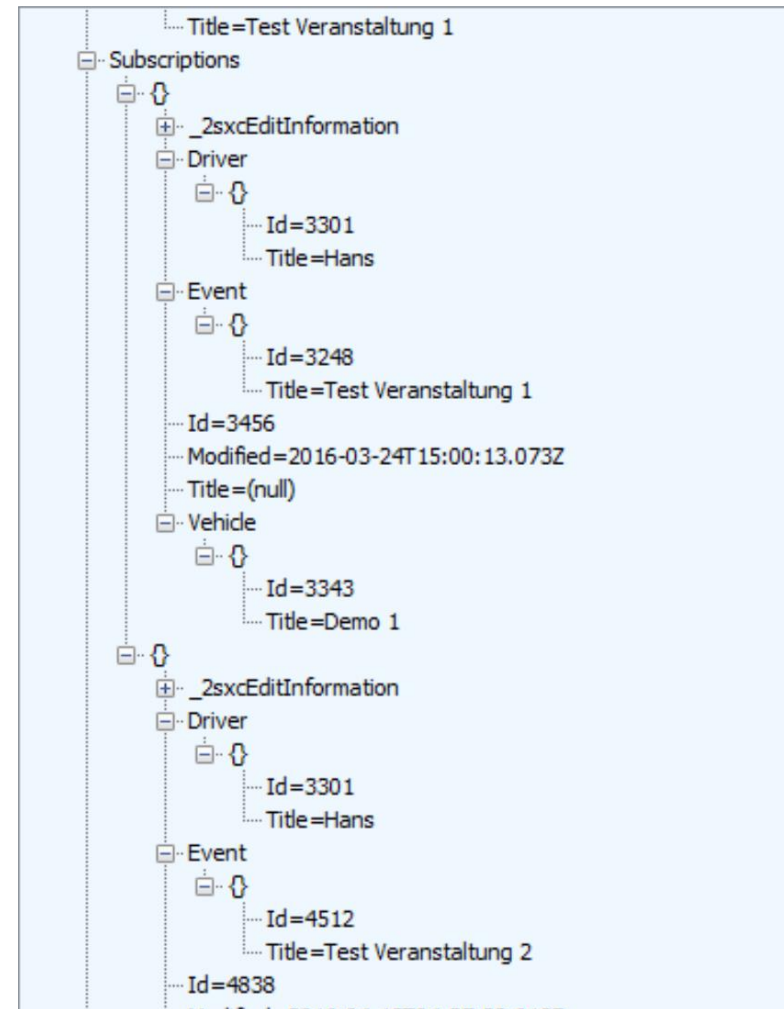 Title=Test Veranstaltung 1
Subscriptions
{}
_2sxcEditInformation
Driver
{}
Id=3301
Title=Hans
Event
{}
Id=3248
Title=Test Veranstaltung 1
Id=3456
Modified=2016-03-24T15:00:13.073Z
Title=(null)
Vehicle
{}
Id=3343
Title=Demo 1
{}
_2sxcEditInformation
Driver
{}
Id=3301
Title=Hans
Event
{}
Id=4512
Title=Test Veranstaltung 2
Id=4838